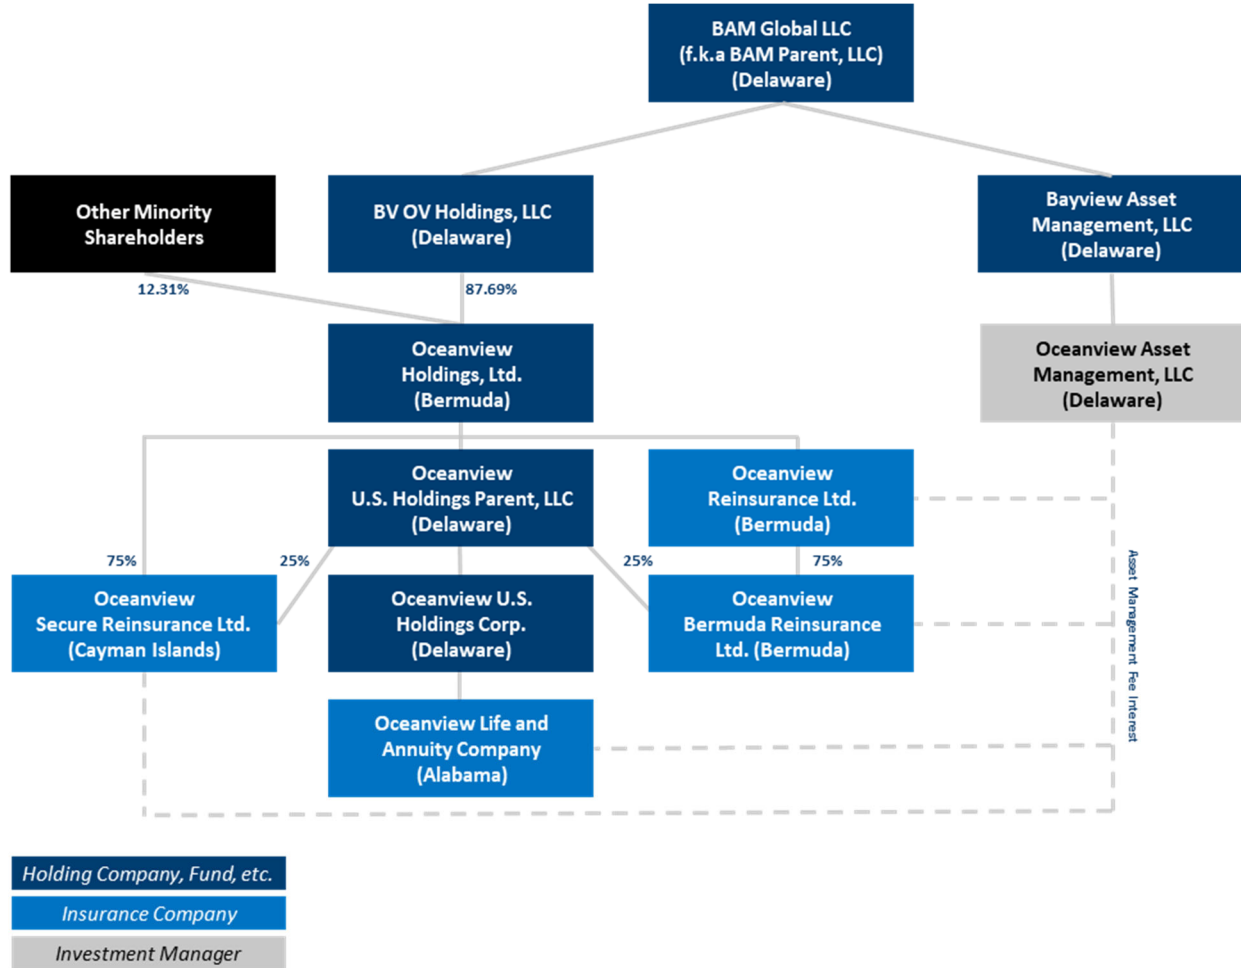 BAM Global LLC
(f.k.a BAM Parent, LLC)
(Delaware)
Other Minority
Shareholders
BV OV Holdings, LLC
(Delaware)
Bayview Asset
Management, LLC
(Delaware)
12.31%
87.69%
Oceanview
Holdings, Ltd.
(Bermuda)
Oceanview Asset
Management, LLC
(Delaware)
Oceanview
U.S. Holdings Parent, LLC
(Delaware)
Oceanview
Reinsurance Ltd.
(Bermuda)
75%
25%
25%
75%
Asset Management Fee Interest
Oceanview
Secure Reinsurance Ltd.
(Cayman Islands)
Oceanview U.S.
Holdings Corp.
(Delaware)
Oceanview
Bermuda Reinsurance
Ltd. (Bermuda)
Oceanview Life and
Annuity Company
(Alabama)
Holding Company, Fund, etc.
Insurance Company
Investment Manager